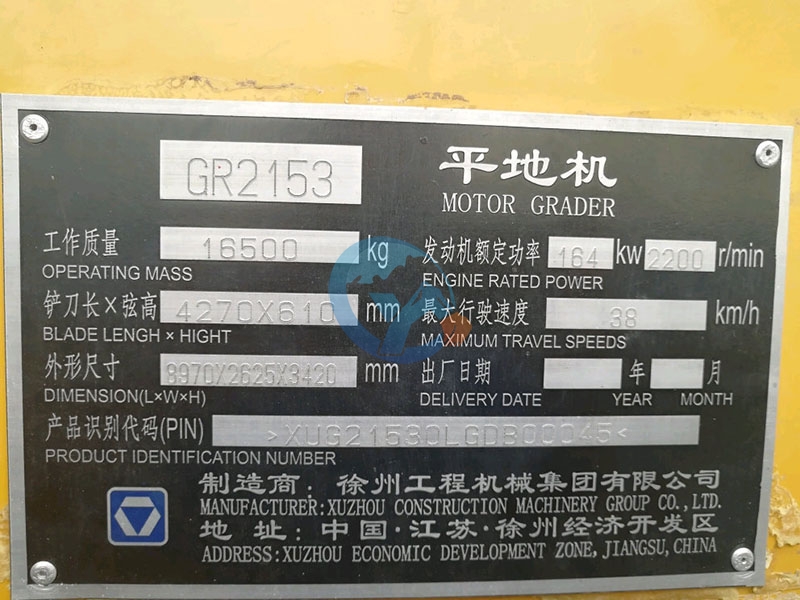 GR2153
平地机
MOTOR GRADER
工作质量 16500 kg
OPERATING MASS
发动机额定功率 164 kw 2200 r/min
ENGINE RATED POWER
铲刀长×弦高 4270X610 mm
BLADE LENGH × HIGHT
最大行驶速度 38 km/h
MAXIMUM TRAVEL SPEEDS
外形尺寸 8970X2625X3420 mm
DIMENSION(L×W×H)
出厂日期 年 月
DELIVERY DATE YEAR MONTH
产品识别代码(PIN) >XUG21530LGDB00045<
PRODUCT IDENTIFICATION NUMBER
制造商：徐州工程机械集团有限公司
MANUFACTURER:XUZHOU CONSTRUCTION MACHINERY GROUP CO.,LTD.
地 址：中国·江苏·徐州经济开发区
ADDRESS:XUZHOU ECONOMIC DEVELOPMENT ZONE,JIANGSU,CHINA